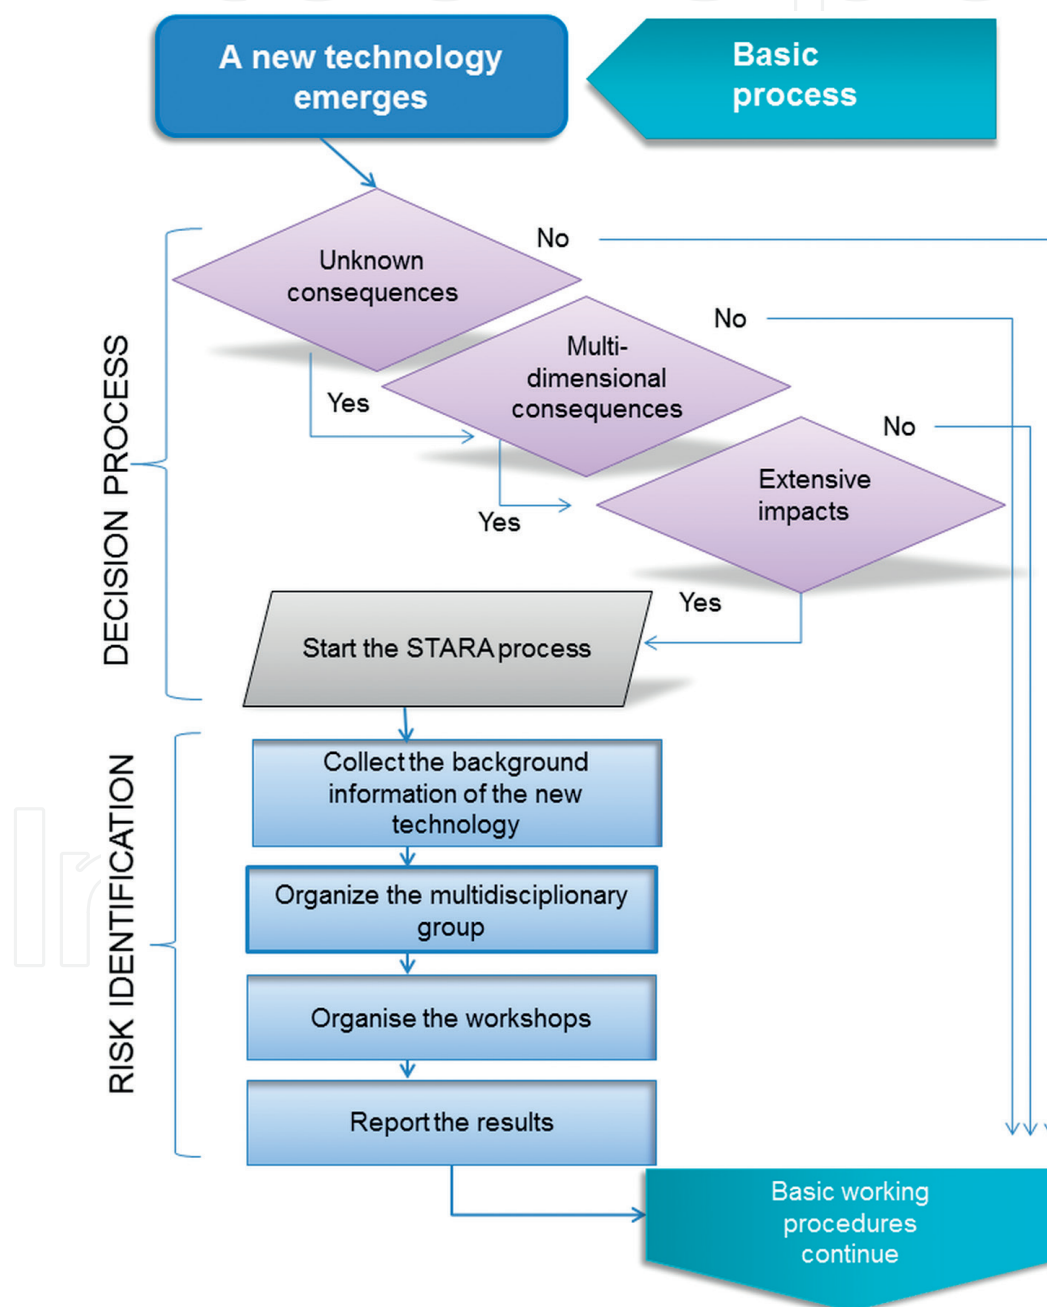 A new technology
emerges
Basic
process
No
Unknown
consequences
No
Multi-
dimensional
consequences
Yes
No
Extensive
impacts
Yes
Yes
DECISION PROCESS
Start the STARA process
Collect the background
information of the new
technology
Organize the multidisciplionary
group
RISK IDENTIFICATION
Organise the workshops
Report the results
Basic working
procedures
continue